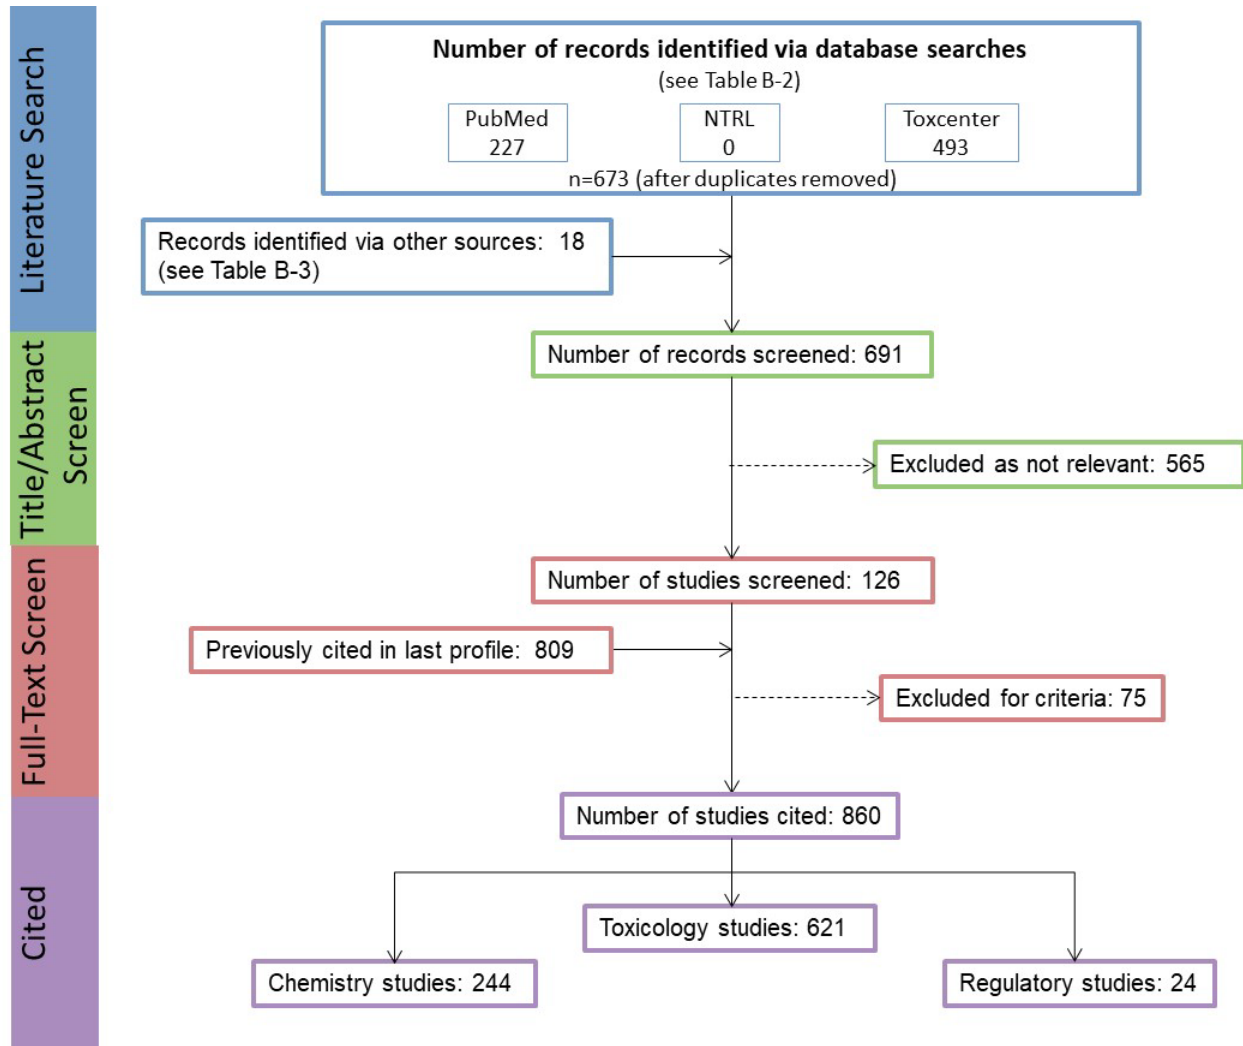 Literature Search
Number of records identified via database searches
(see Table B-2)
PubMed
227
NTRL
0
Toxcenter
493
n=673 (after duplicates removed)
Records identified via other sources: 18
(see Table B-3)
Title/Abstract
Screen
Number of records screened: 691
Excluded as not relevant: 565
Full-Text Screen
Number of studies screened: 126
Previously cited in last profile: 809
Excluded for criteria: 75
Cited
Number of studies cited: 860
Toxicology studies: 621
Chemistry studies: 244
Regulatory studies: 24